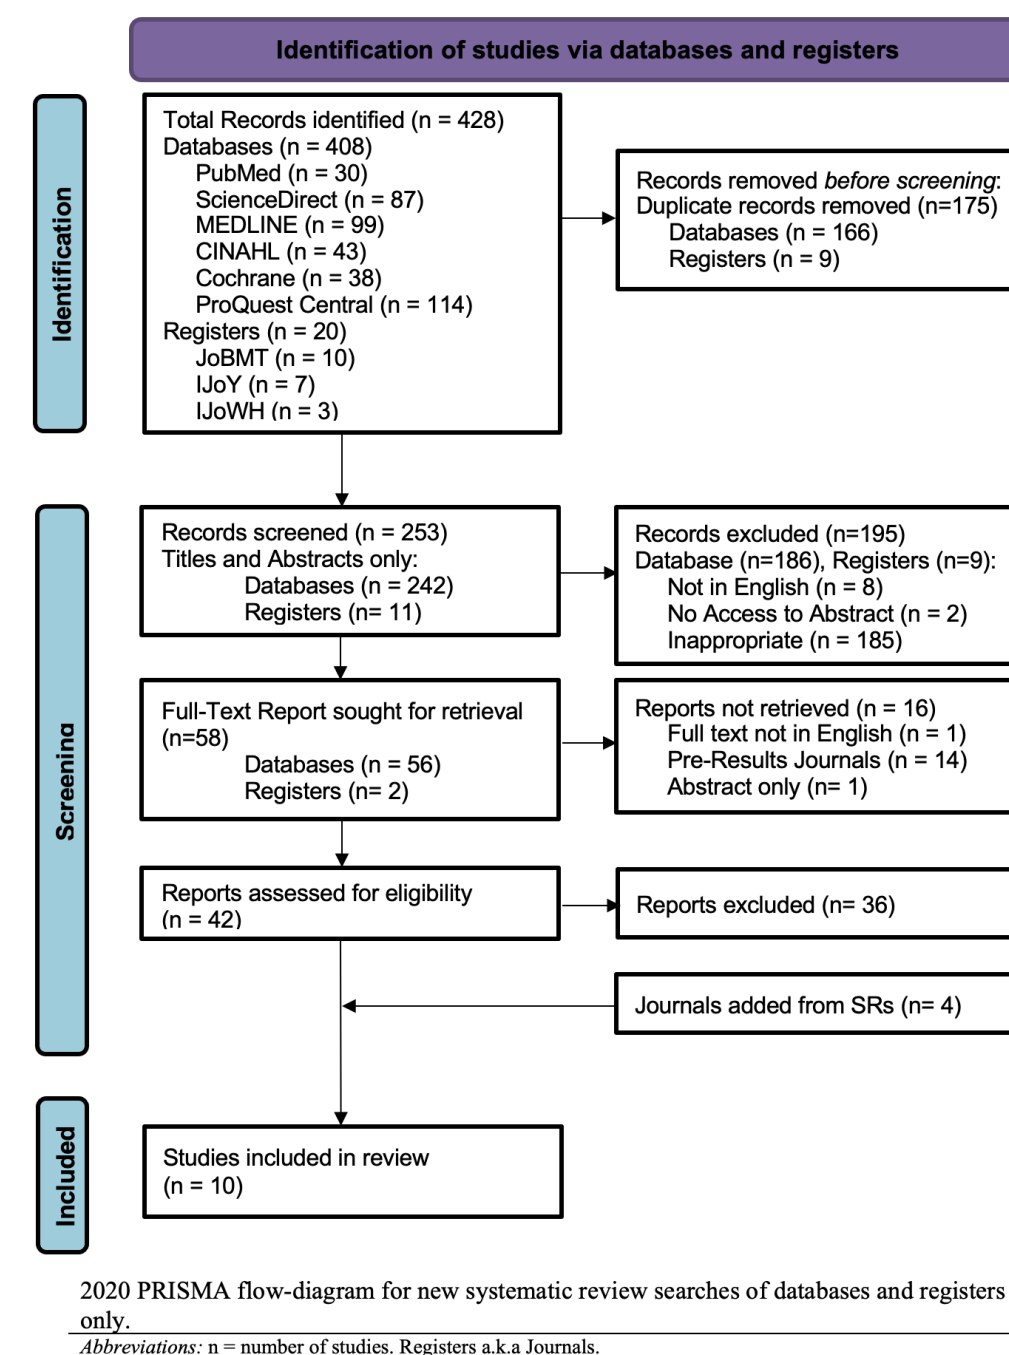 Identification of studies via databases and registers
Identification
Total Records identified (n = 428)
Databases (n = 408)
PubMed (n = 30)
ScienceDirect (n = 87)
MEDLINE (n = 99)
CINAHL (n = 43)
Cochrane (n = 38)
ProQuest Central (n = 114)
Registers (n = 20)
JoBMT (n = 10)
IJoY (n = 7)
IJoWH (n = 3)
Records removed before screening:
Duplicate records removed (n=175)
Databases (n = 166)
Registers (n = 9)
Screening
Records screened (n = 253)
Titles and Abstracts only:
Databases (n = 242)
Registers (n= 11)
Records excluded (n=195)
Database (n=186), Registers (n=9):
Not in English (n = 8)
No Access to Abstract (n = 2)
Inappropriate (n = 185)
Full-Text Report sought for retrieval
(n=58)
Databases (n = 56)
Registers (n= 2)
Reports not retrieved (n = 16)
Full text not in English (n = 1)
Pre-Results Journals (n = 14)
Abstract only (n= 1)
Reports assessed for eligibility
(n = 42)
Reports excluded (n= 36)
Journals added from SRs (n= 4)
Included
Studies included in review
(n = 10)
2020 PRISMA flow-diagram for new systematic review searches of databases and registers
only.
Abbreviations: n = number of studies. Registers a.k.a Journals.